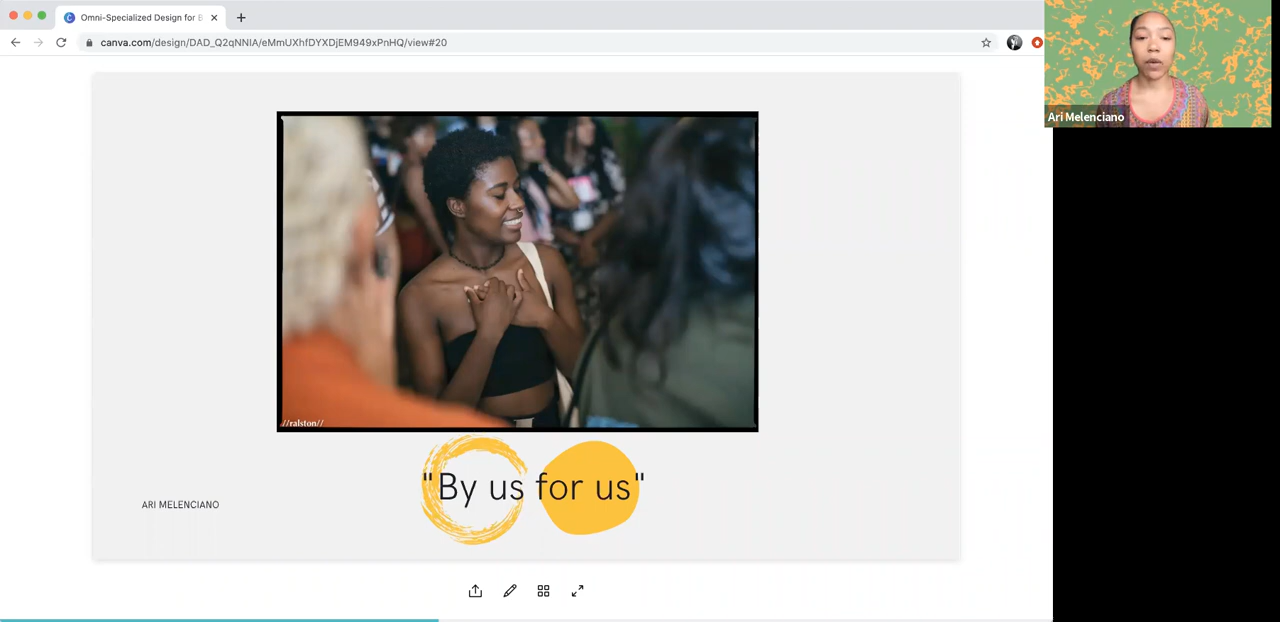 Omni-Specialized Design for B
canva.com/design/DAD_Q2qNNIA/eMmUXhfDYXDjEM949xPnHQ/view#20
Ari Melenciano
//ralston//
"By us for us"
ARI MELENCIANO